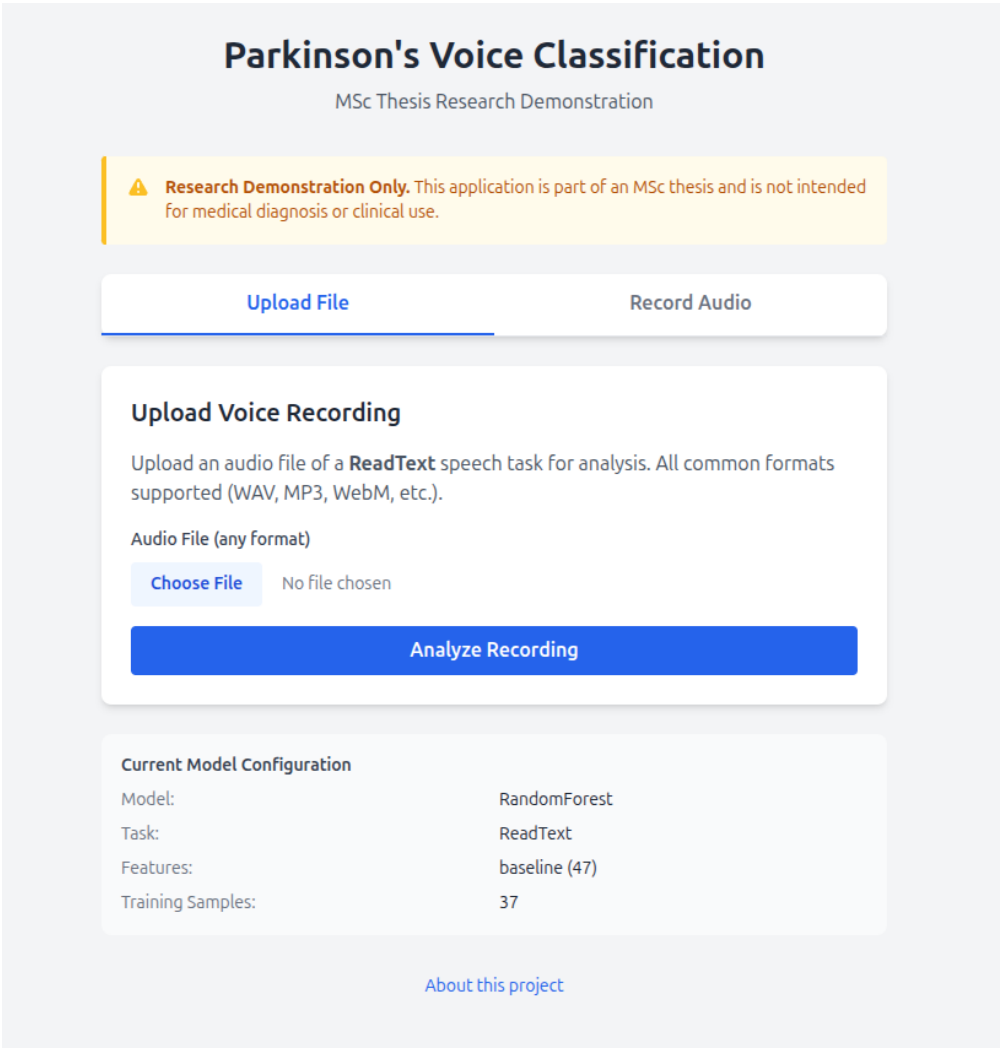 Parkinson's Voice Classification
MSc Thesis Research Demonstration
Research Demonstration Only. This application is part of an MSc thesis and is not intended
for medical diagnosis or clinical use.
Upload File
Record Audio
Upload Voice Recording
Upload an audio file of a ReadText speech task for analysis. All common formats
supported (WAV, MP3, WebM, etc.).
Audio File (any format)
Choose File No file chosen
Analyze Recording
Current Model Configuration
Model: RandomForest
Task: ReadText
Features: baseline (47)
Training Samples: 37
About this project